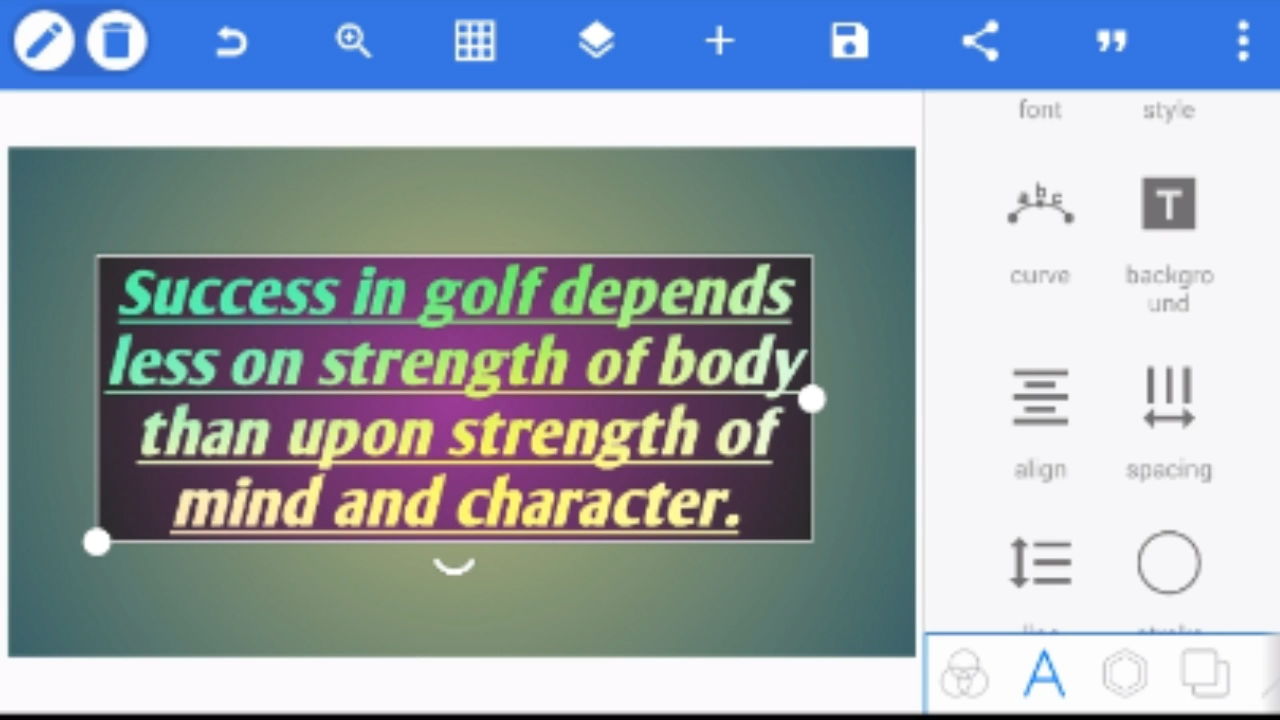 font style
Success in golf depends
less on strength of body
than upon strength of
mind and character.
abc
curve
T
backgro
und
align spacing